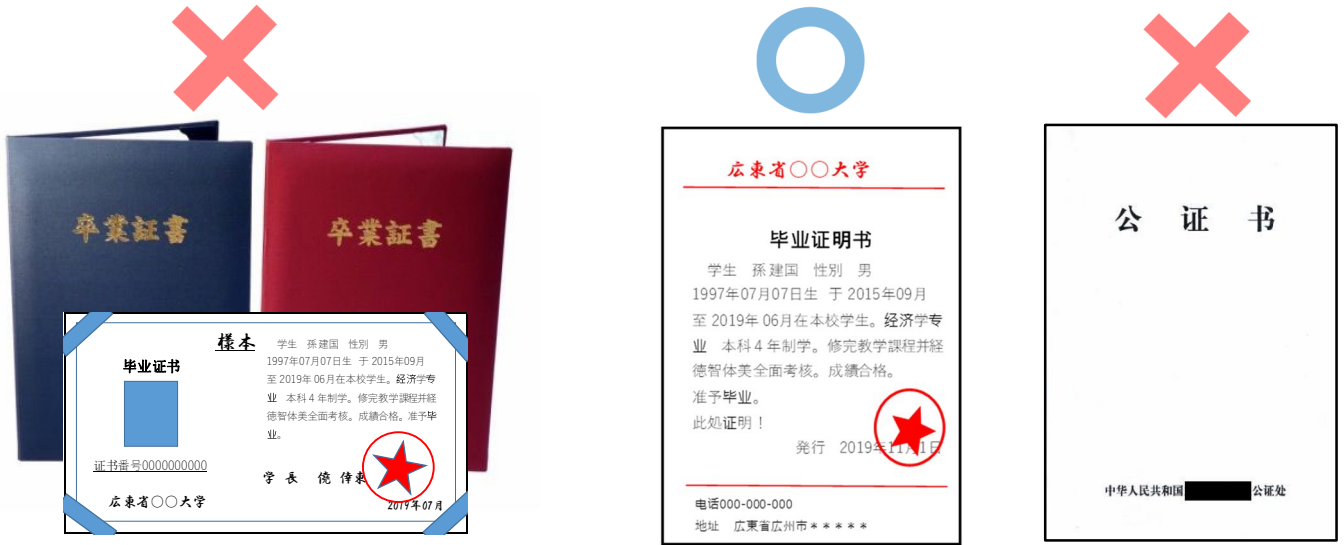 卒業証書
卒業証書
様本
毕业证书
证书番号0000000000
広東省〇〇大学
学生 孫建国 性别 男
1997年07月07日生 于 2015年09月
至 2019年 06月在本校学生。经济学专
业 本科 4 年制学。修完教学課程并経
徳智体美全面考核。成績合格。准予毕
业。
学 長 僥 倖
2019年07月
広東省〇〇大学
毕业证明书
学生 孫建国 性別 男
1997年07月07日生 于 2015年09月
至 2019年 06月在本校学生。经济学专
业 本科 4 年制学。修完教学課程并経
徳智体美全面考核。成績合格。
准予毕业。
此処证明！
発行 2019年11月1日
电话000-000-000
地址 広東省広州市＊＊＊＊＊
公 证 书
中华人民共和国 公证处